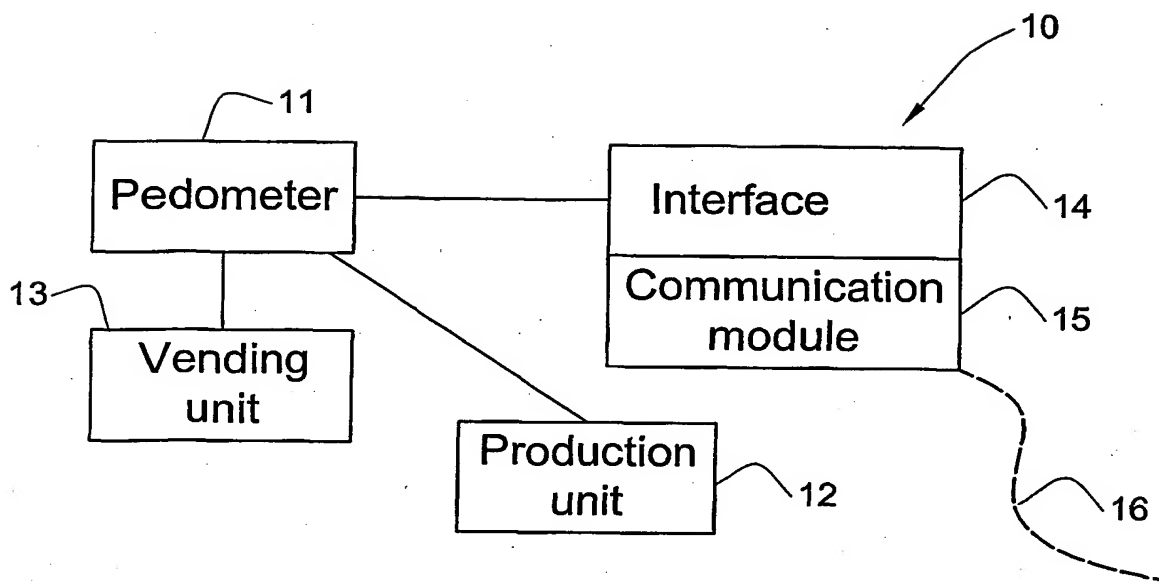 10
11
Pedometer
Interface
14
13
Communication
module
15
Vending
unit
Production
unit
12
16